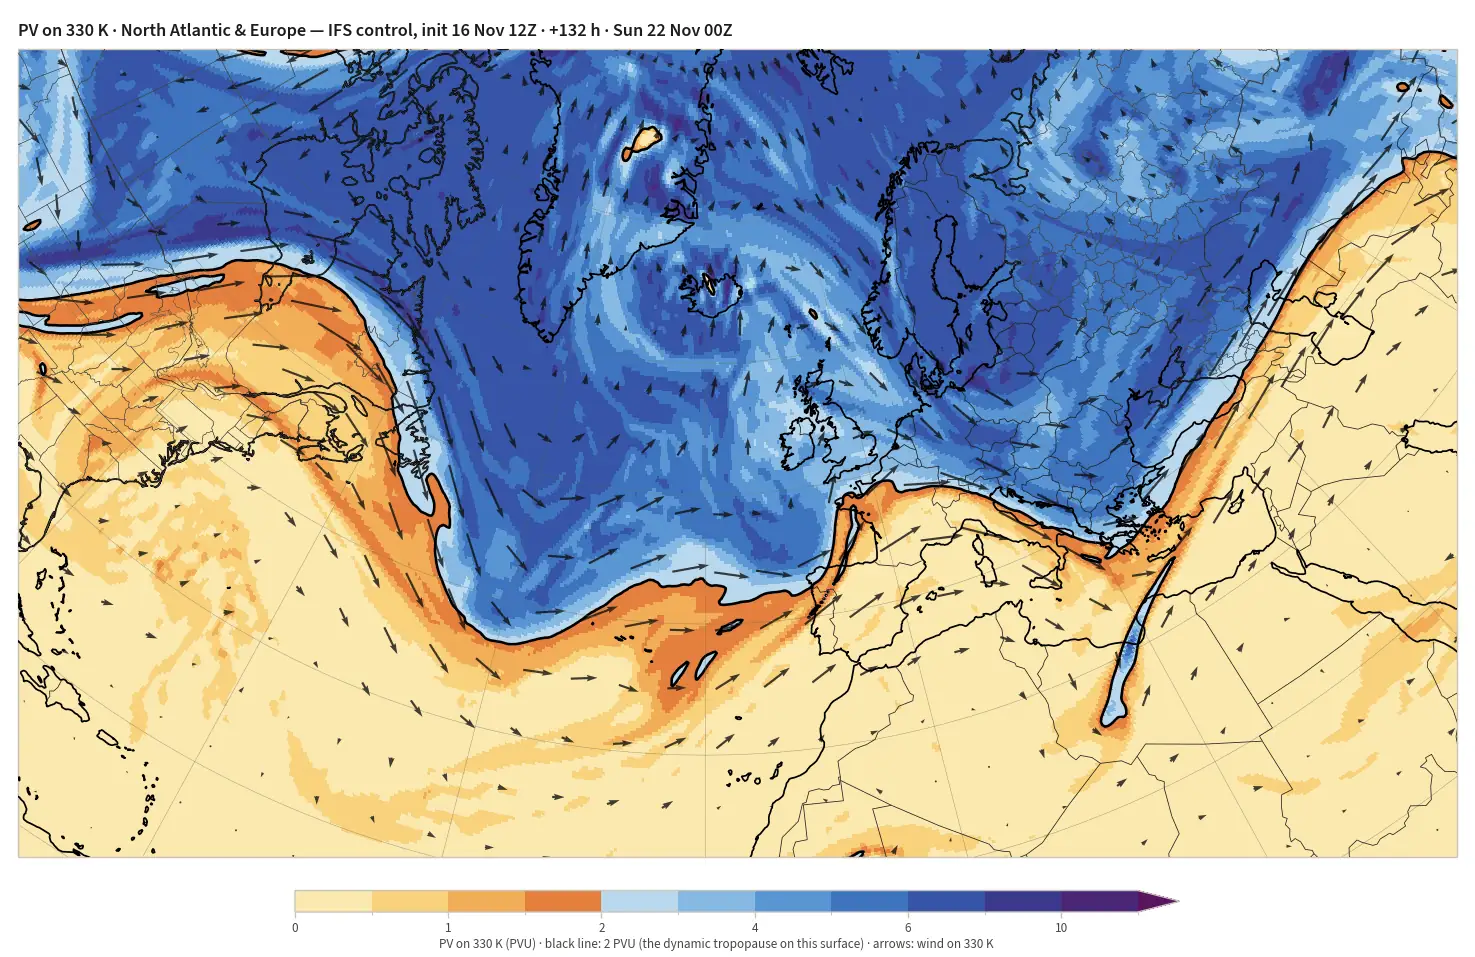 PV on 330 K · North Atlantic & Europe — IFS control, init 16 Nov 12Z · +132 h · Sun 22 Nov 00Z
0 1 2 4 6 10
PV on 330 K (PVU) · black line: 2 PVU (the dynamic tropopause on this surface) · arrows: wind on 330 K